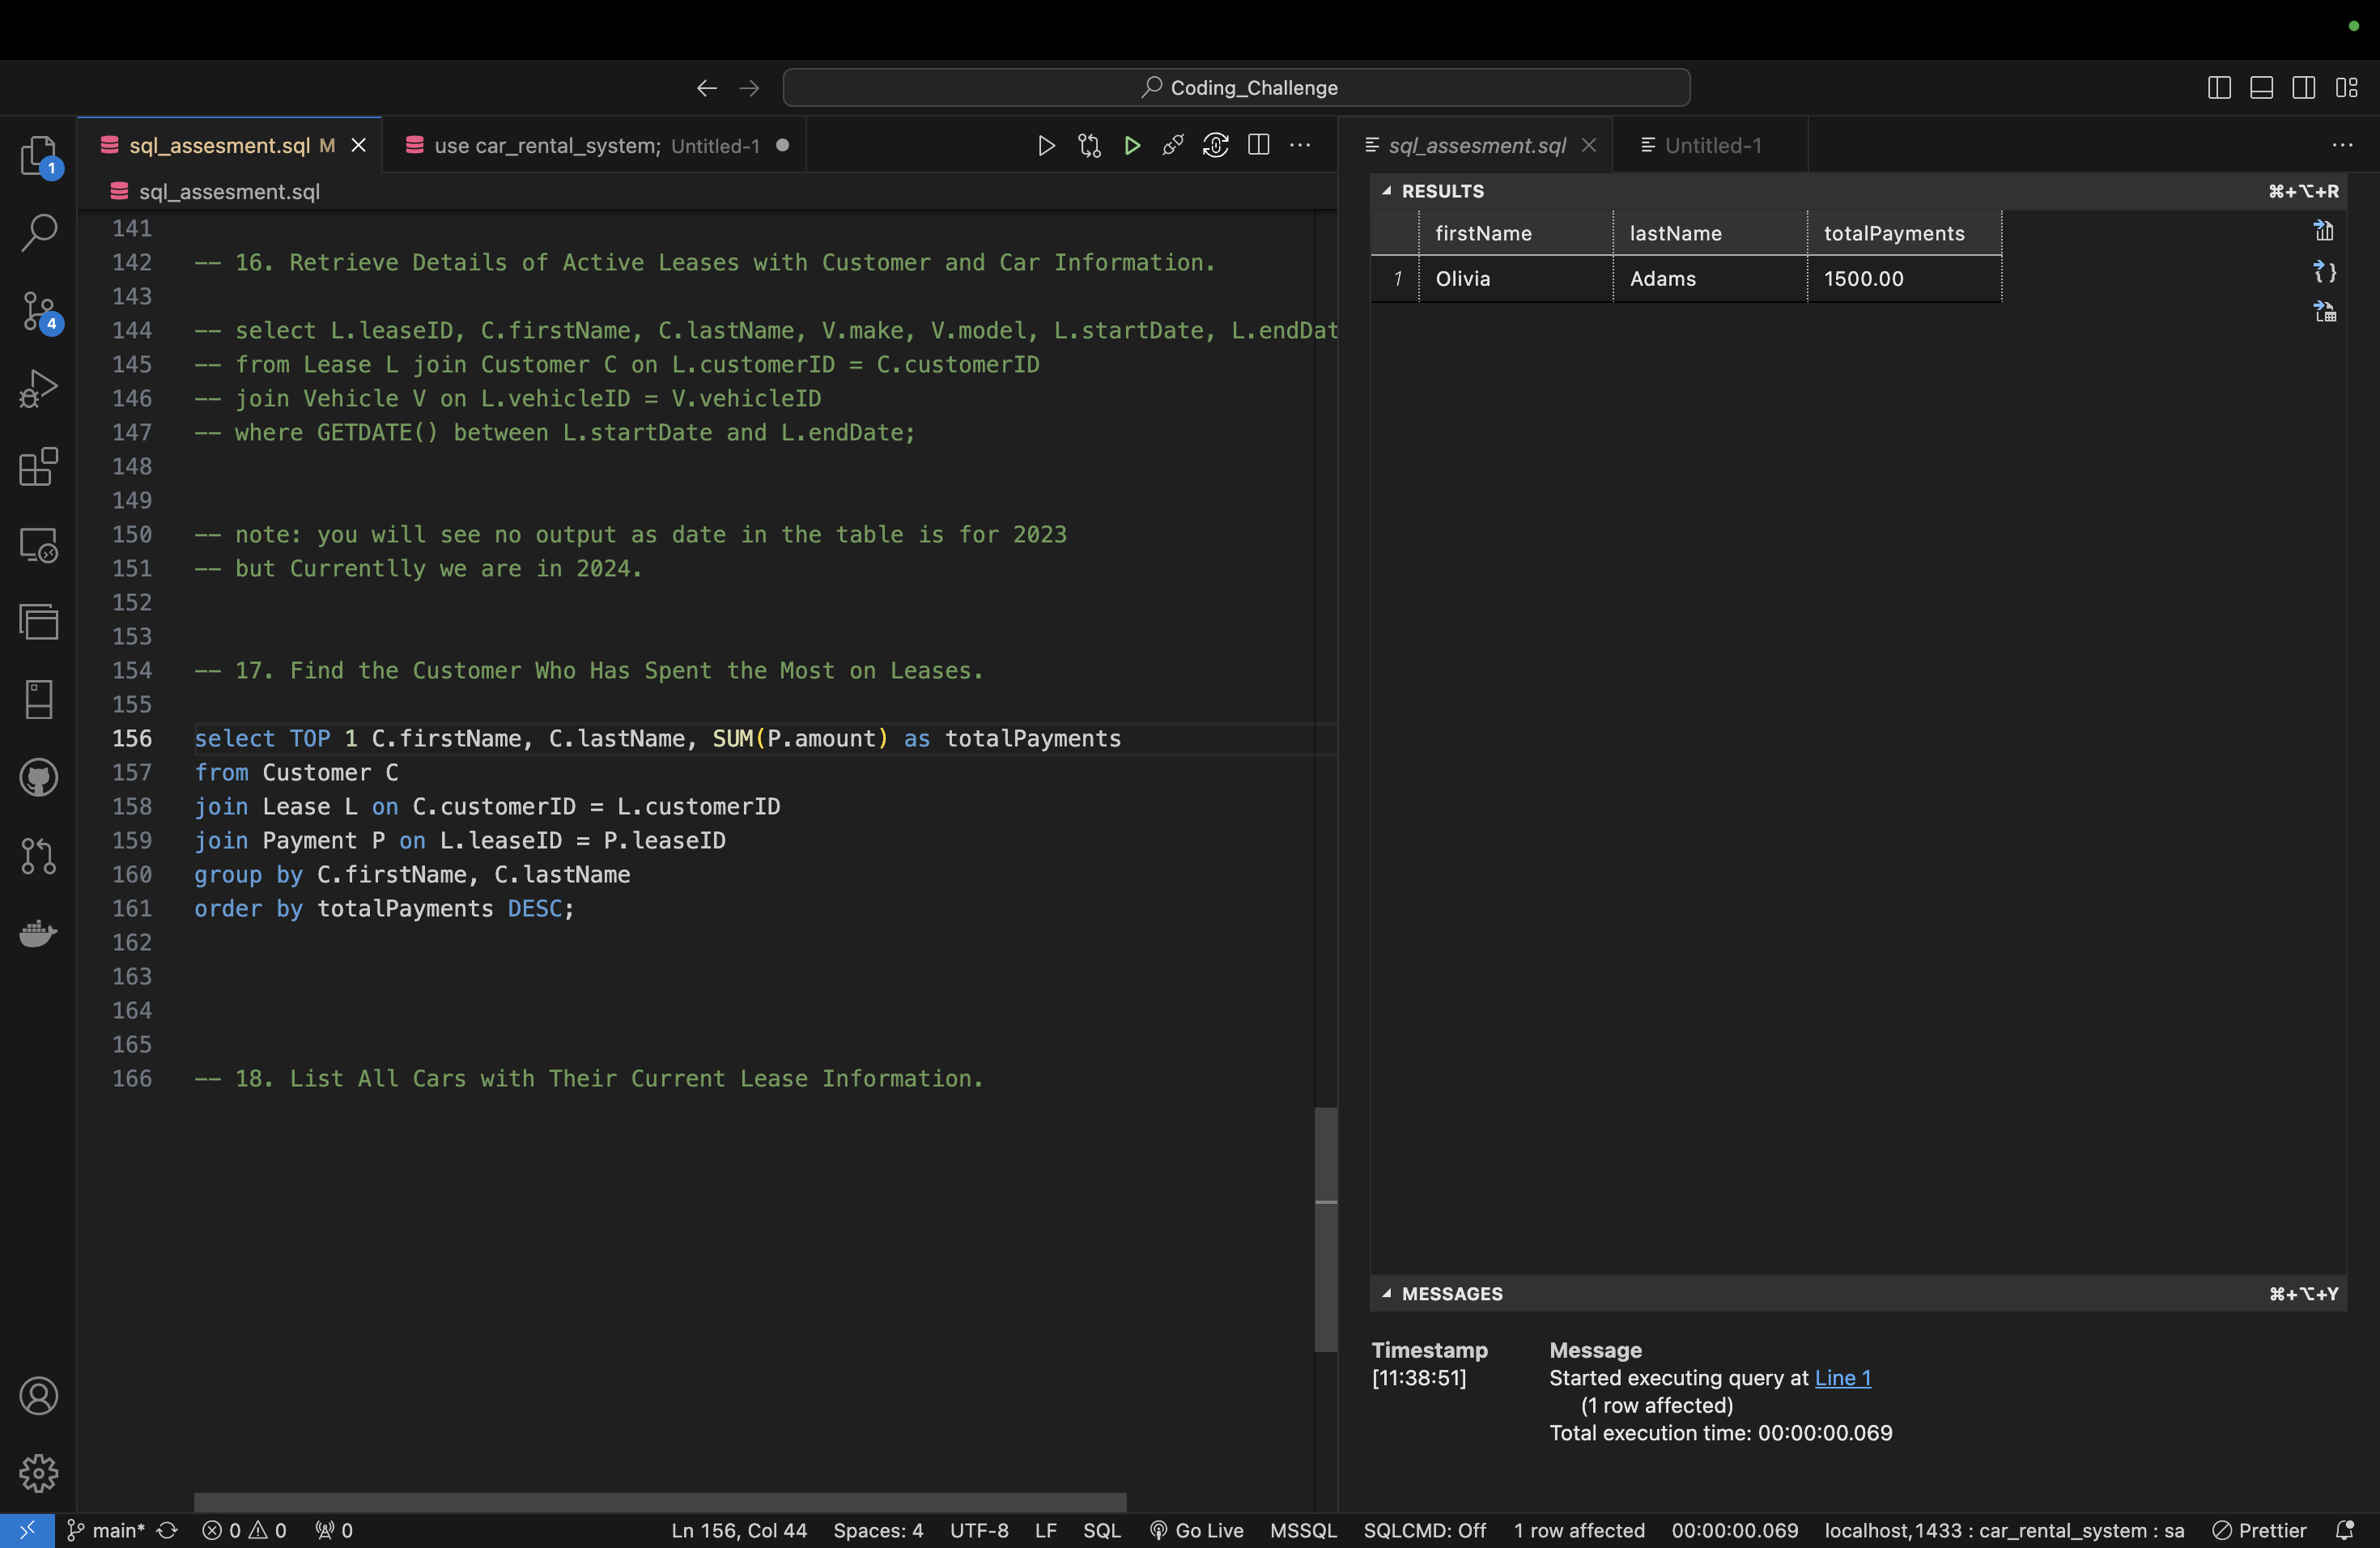 Coding_Challenge
sql_assesment.sql M
use car_rental_system; Untitled-1
sql_assesment.sql
Untitled-1
1
4
sql_assesment.sql
141
142 -- 16. Retrieve Details of Active Leases with Customer and Car Information.
143
144 -- select L.leaseID, C.firstName, C.lastName, V.make, V.model, L.startDate, L.endDat
145 -- from Lease L join Customer C on L.customerID = C.customerID
146 -- join Vehicle V on L.vehicleID = V.vehicleID
147 -- where GETDATE() between L.startDate and L.endDate;
148
149
150 -- note: you will see no output as date in the table is for 2023
151 -- but Currentlly we are in 2024.
152
153
154 -- 17. Find the Customer Who Has Spent the Most on Leases.
155
156 select TOP 1 C.firstName, C.lastName, SUM(P.amount) as totalPayments
157 from Customer C
158 join Lease L on C.customerID = L.customerID
159 join Payment P on L.leaseID = P.leaseID
160 group by C.firstName, C.lastName
161 order by totalPayments DESC;
162
163
164
165
166 -- 18. List All Cars with Their Current Lease Information.
RESULTS ⌘+⌥+R
firstName lastName totalPayments
1 Olivia Adams 1500.00
MESSAGES ⌘+⌥+Y
Timestamp Message
[11:38:51] Started executing query at Line 1
(1 row affected)
Total execution time: 00:00:00.069
main* 0 0 0 Ln 156, Col 44 Spaces: 4 UTF-8 LF SQL Go Live MSSQL SQLCMD: Off 1 row affected 00:00:00.069 localhost,1433 : car_rental_system : sa Prettier